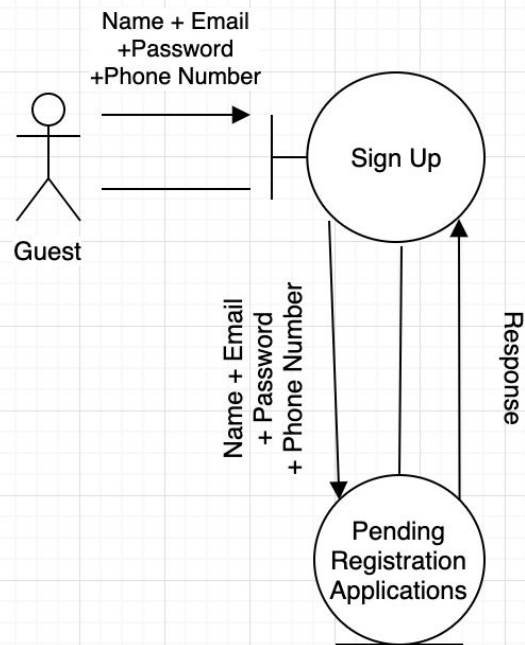 Name + Email
+Password
+Phone Number
Sign Up
Guest
Name + Email
+ Password
+ Phone Number
Response
Pending
Registration
Applications